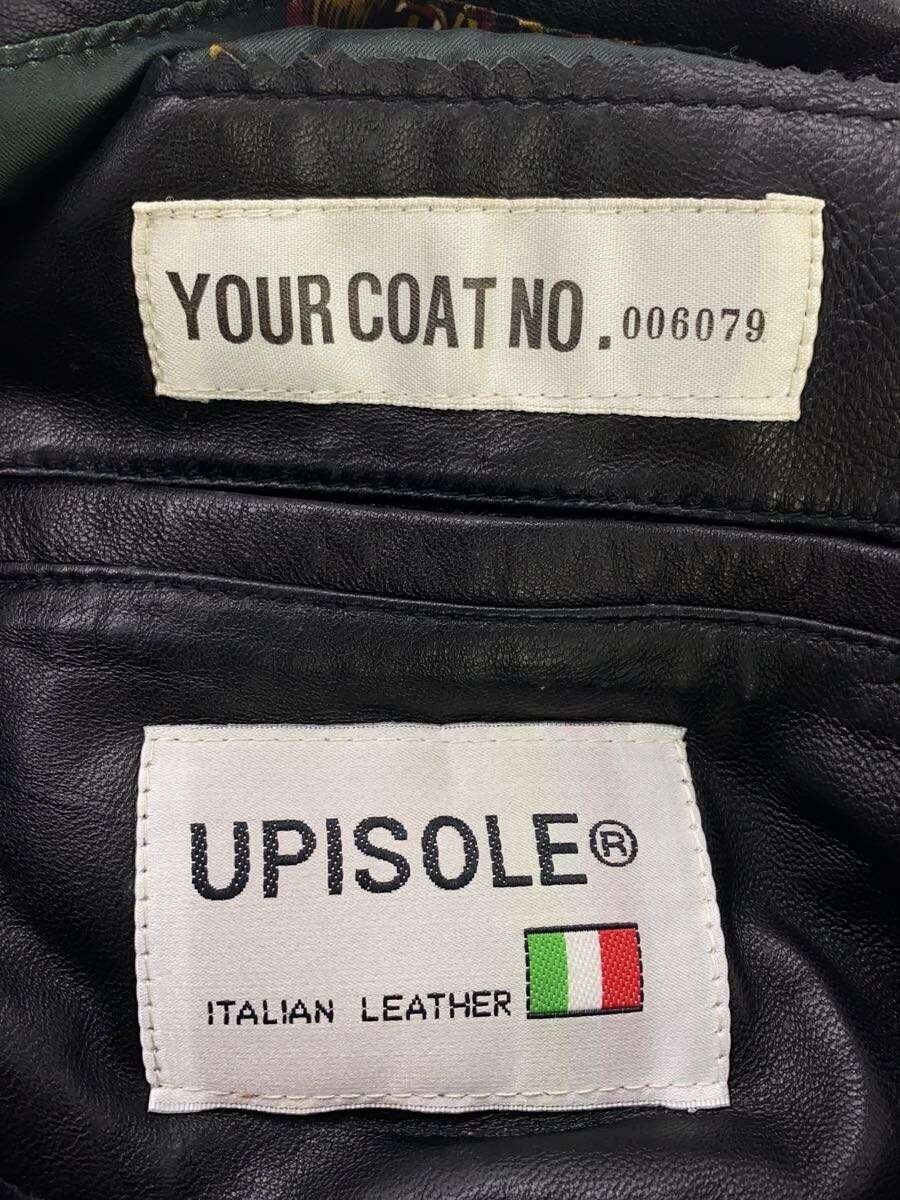 YOUR COAT NO. 006079
UPISOLE®
ITALIAN LEATHER